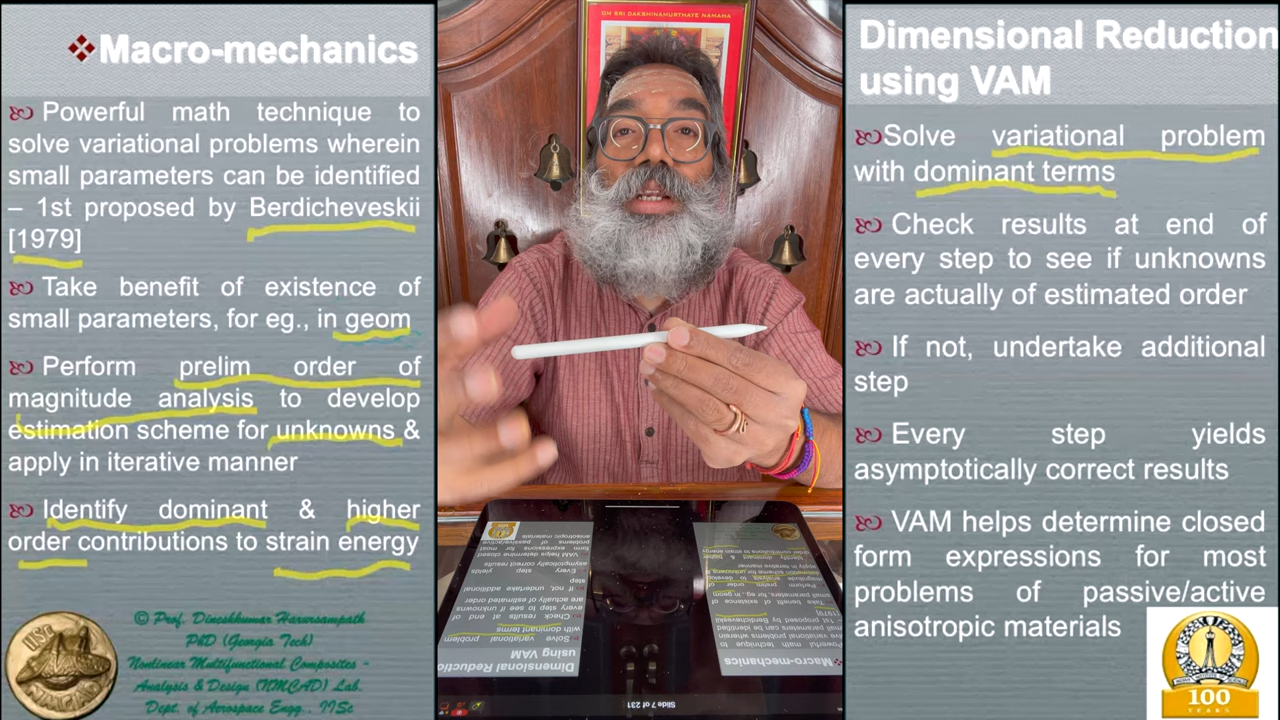 ❖Macro-mechanics
Powerful math technique to
solve variational problems wherein
small parameters can be identified
– 1st proposed by Berdicheveskii
[1979]
Take benefit of existence of
small parameters, for eg., in geom
Perform prelim order of
magnitude analysis to develop
estimation scheme for unknowns &
apply in iterative manner
Identify dominant & higher
order contributions to strain energy
© Prof. Dineshkumar Harursampath
PhD (Georgia Tech)
Nonlinear Multifunctional Composites -
Analysis & Design (NMCAD) Lab.
Dept. of Aerospace Engg., IISc
OM SRI DAKSHINAMURTHAYE NAMAHA
Slide 7 of 231
Dimensional Reduction
using VAM
Solve variational problem
with dominant terms
Check results at end of
every step to see if unknowns
are actually of estimated order
If not, undertake additional
step
Every step yields
asymptotically correct results
VAM helps determine closed
form expressions for most
problems of passive/active
anisotropic materials
100
YEARS